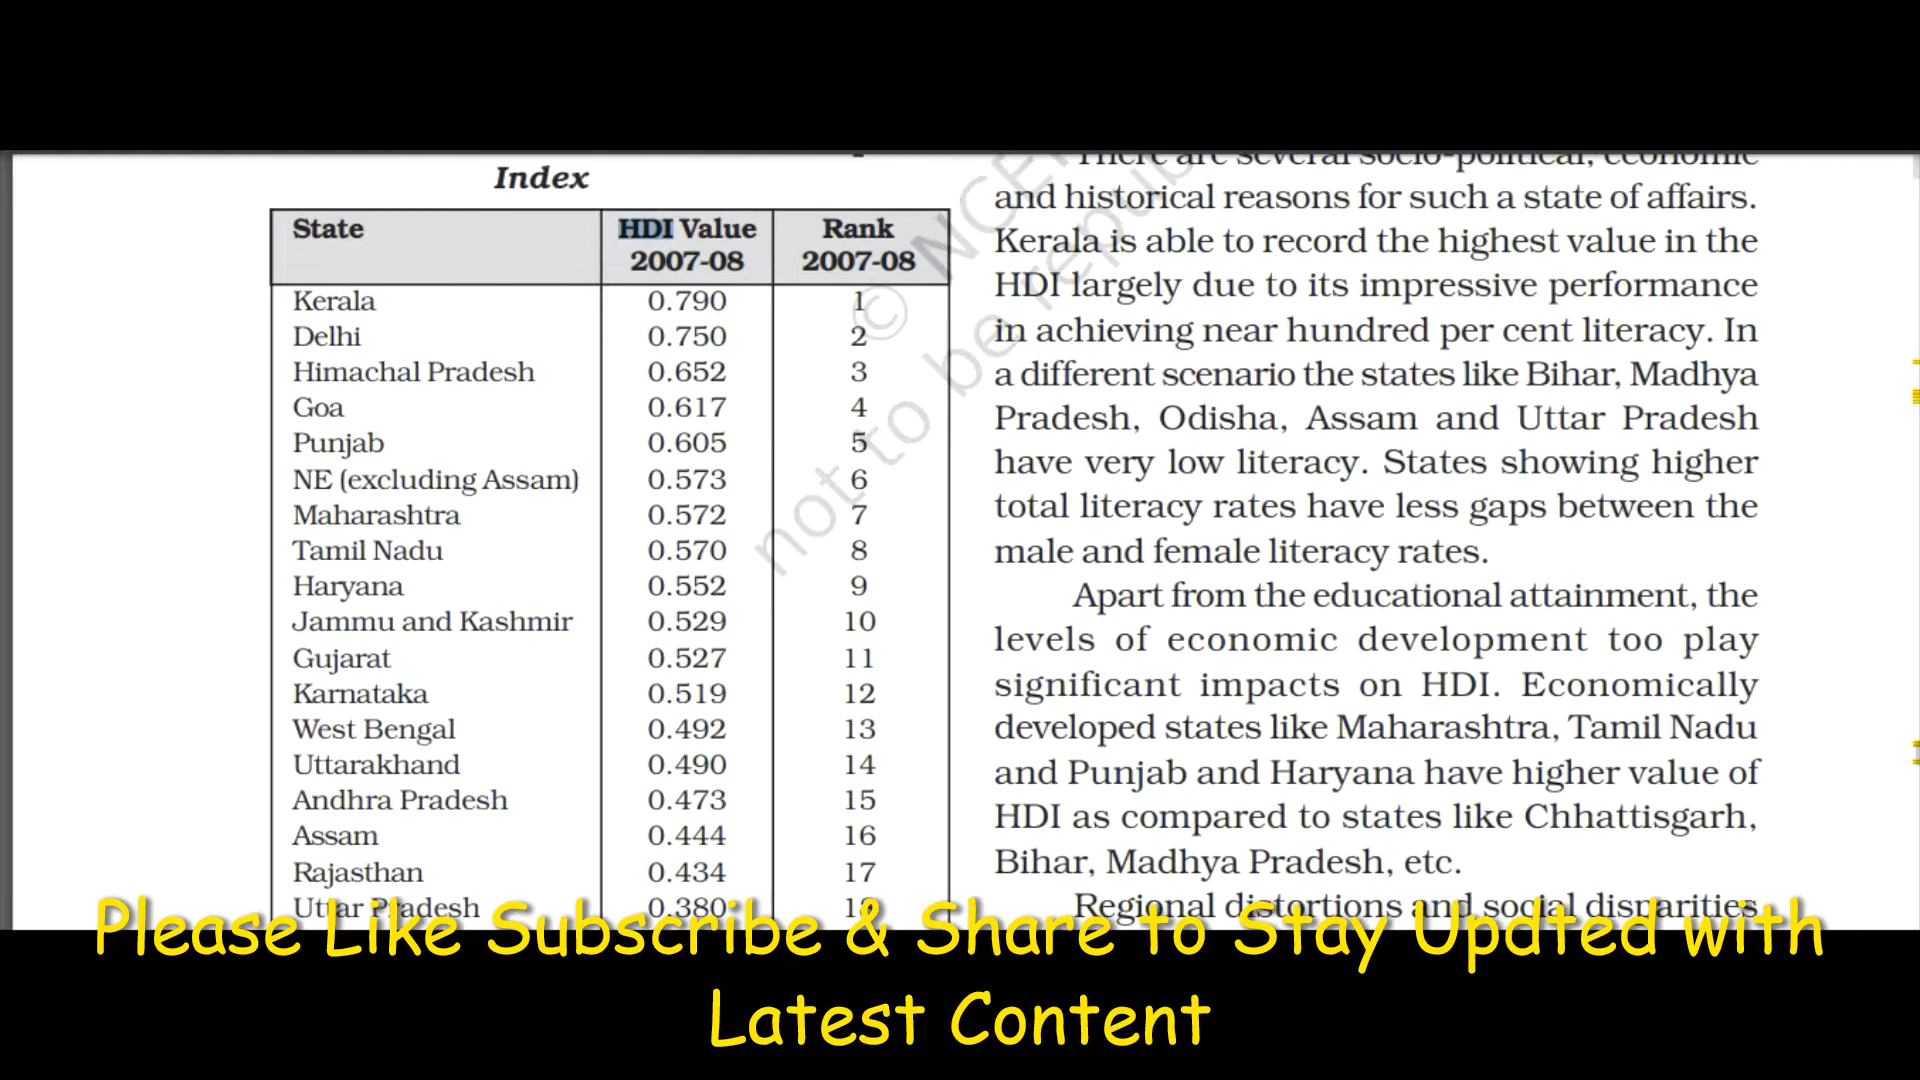 Index
State HDI Value Rank
2007-08 2007-08
Kerala 0.790 1
Delhi 0.750 2
Himachal Pradesh 0.652 3
Goa 0.617 4
Punjab 0.605 5
NE (excluding Assam) 0.573 6
Maharashtra 0.572 7
Tamil Nadu 0.570 8
Haryana 0.552 9
Jammu and Kashmir 0.529 10
Gujarat 0.527 11
Karnataka 0.519 12
West Bengal 0.492 13
Uttarakhand 0.490 14
Andhra Pradesh 0.473 15
Assam 0.444 16
Rajasthan 0.434 17
Uttar Pradesh 0.380
There are several socio-political, economic
and historical reasons for such a state of affairs.
Kerala is able to record the highest value in the
HDI largely due to its impressive performance
in achieving near hundred per cent literacy. In
a different scenario the states like Bihar, Madhya
Pradesh, Odisha, Assam and Uttar Pradesh
have very low literacy. States showing higher
total literacy rates have less gaps between the
male and female literacy rates.
Apart from the educational attainment, the
levels of economic development too play
significant impacts on HDI. Economically
developed states like Maharashtra, Tamil Nadu
and Punjab and Haryana have higher value of
HDI as compared to states like Chhattisgarh,
Bihar, Madhya Pradesh, etc.
Regional distortions and social disparities
© NCE
not to be repub
Please Like Subscribe & Share to Stay Updted with
Latest Content